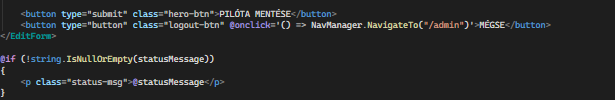 <button type="submit" class="hero-btn">PILÓTA MENTÉSE</button>
<button type="button" class="logout-btn" @onclick='() => NavManager.NavigateTo("/admin")'>MÉGSE</button>
</EditForm>
@if (!string.IsNullOrEmpty(statusMessage))
{
<p class="status-msg">@statusMessage</p>
}